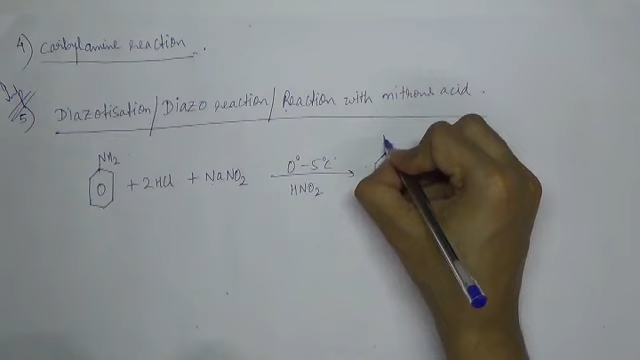 4) Carbylamine reaction.
5) Diazotisation/Diazo reaction/Reaction with nitrous acid.
NH₂
+ 2HCl + NaNO₂ 0°-5°C
HNO₂